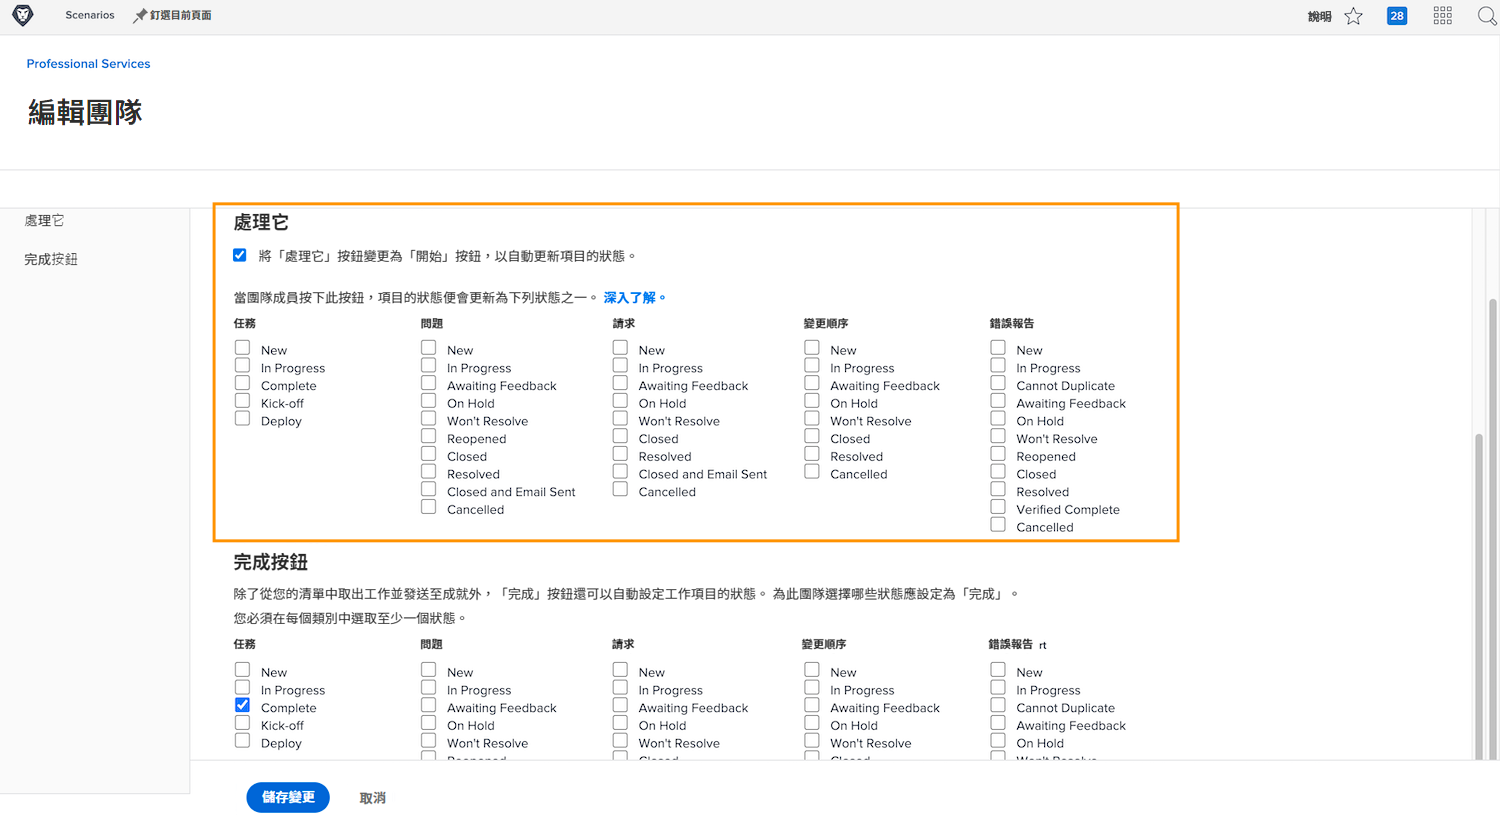 Scenarios 釘選目前頁面 說明 28
Professional Services
編輯團隊
處理它
完成按鈕
處理它
將「處理它」按鈕變更為「開始」按鈕，以自動更新項目的狀態。
當團隊成員按下此按鈕，項目的狀態便會更新為下列狀態之一。 深入了解。
任務 問題 請求 變更順序 錯誤報告
New New New New New
In Progress In Progress In Progress In Progress In Progress
Complete Awaiting Feedback Awaiting Feedback Awaiting Feedback Cannot Duplicate
Kick-off On Hold On Hold On Hold Awaiting Feedback
Deploy Won't Resolve Won't Resolve Won't Resolve On Hold
Reopened Closed Closed Won't Resolve
Closed Resolved Resolved Reopened
Resolved Closed and Email Sent Cancelled Closed
Closed and Email Sent Cancelled Resolved
Cancelled Verified Complete
Cancelled
完成按鈕
除了從您的清單中取出工作並發送至成就外，「完成」按鈕還可以自動設定工作項目的狀態。 為此團隊選擇哪些狀態應設定為「完成」。
您必須在每個類別中選取至少一個狀態。
任務 問題 請求 變更順序 錯誤報告 rt
New New New New New
In Progress In Progress In Progress In Progress In Progress
Complete Awaiting Feedback Awaiting Feedback Awaiting Feedback Cannot Duplicate
Kick-off On Hold On Hold On Hold Awaiting Feedback
Deploy Won't Resolve Won't Resolve Won't Resolve On Hold
Reopened Closed Closed Won't Resolve
儲存變更 取消